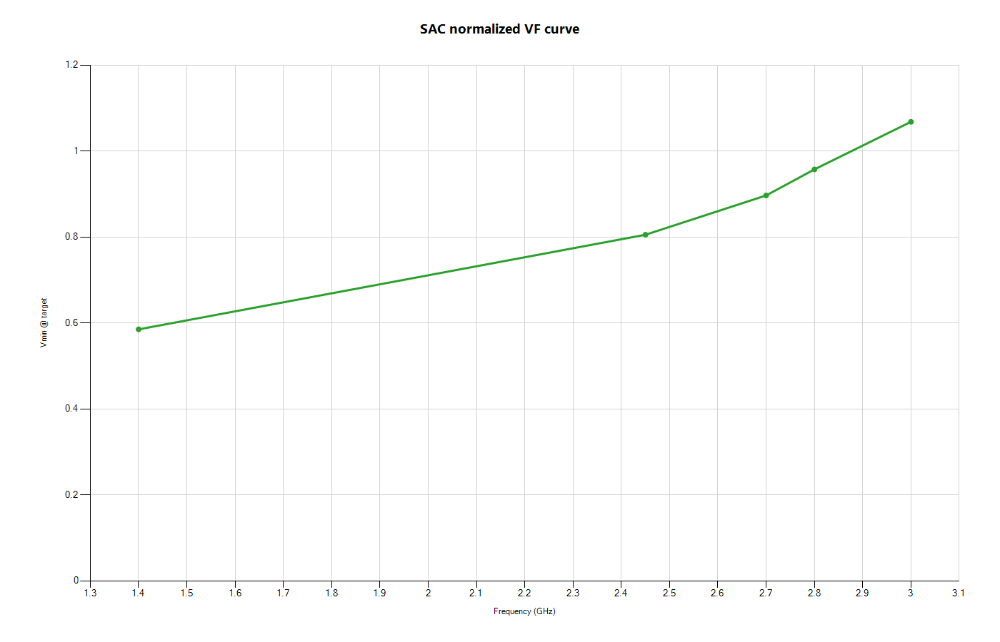 SAC normalized VF curve
1.2
1
0.8
0.6
0.4
0.2
0
Vmin @ target
1.3 1.4 1.5 1.6 1.7 1.8 1.9 2 2.1 2.2 2.3 2.4 2.5 2.6 2.7 2.8 2.9 3 3.1
Frequency (GHz)